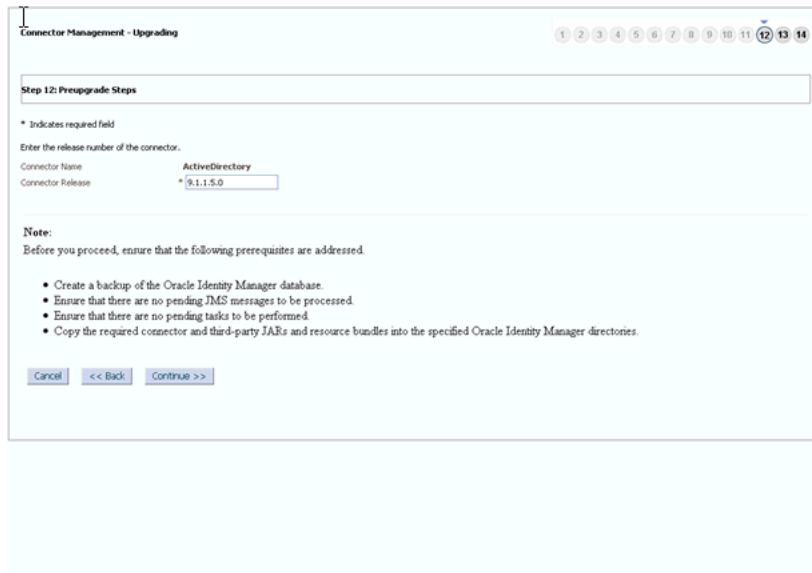 Connector Management - Upgrading
1 2 3 4 5 6 7 8 9 10 11 12 13 14
Step 12: Preupgrade Steps
* Indicates required field
Enter the release number of the connector.
Connector Name ActiveDirectory
Connector Release * 9.1.1.5.0
Note:
Before you proceed, ensure that the following prerequisites are addressed.
• Create a backup of the Oracle Identity Manager database.
• Ensure that there are no pending JMS messages to be processed.
• Ensure that there are no pending tasks to be performed.
• Copy the required connector and third-party JARs and resource bundles into the specified Oracle Identity Manager directories.
Cancel << Back Continue >>